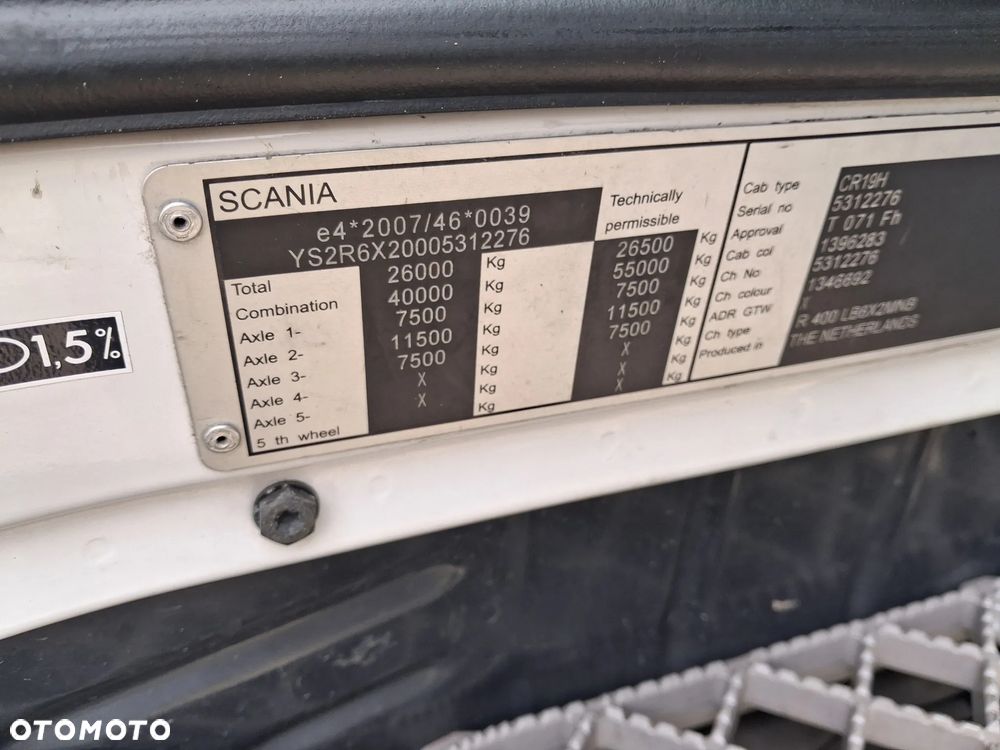 SCANIA
e4*2007/46*0039
YS2R6X20005312276
Technically
permissible
Total 26000 Kg 26500 Kg
Combination 40000 Kg 55000 Kg
Axle 1- 7500 Kg 7500 Kg
Axle 2- 11500 Kg 11500 Kg
Axle 3- 7500 Kg 7500 Kg
Axle 4- X Kg X Kg
Axle 5- X Kg X Kg
5 th wheel Kg X Kg
Cab type CR19H
Serial no 5312276
Approval T 071 Fh
Cab col 1396283
Ch No 5312276
Ch colour 1346692
ADR GTW T
Ch type R 400 LB6X2MNB
Produced in THE NETHERLANDS
1,5%
OTOMOTO